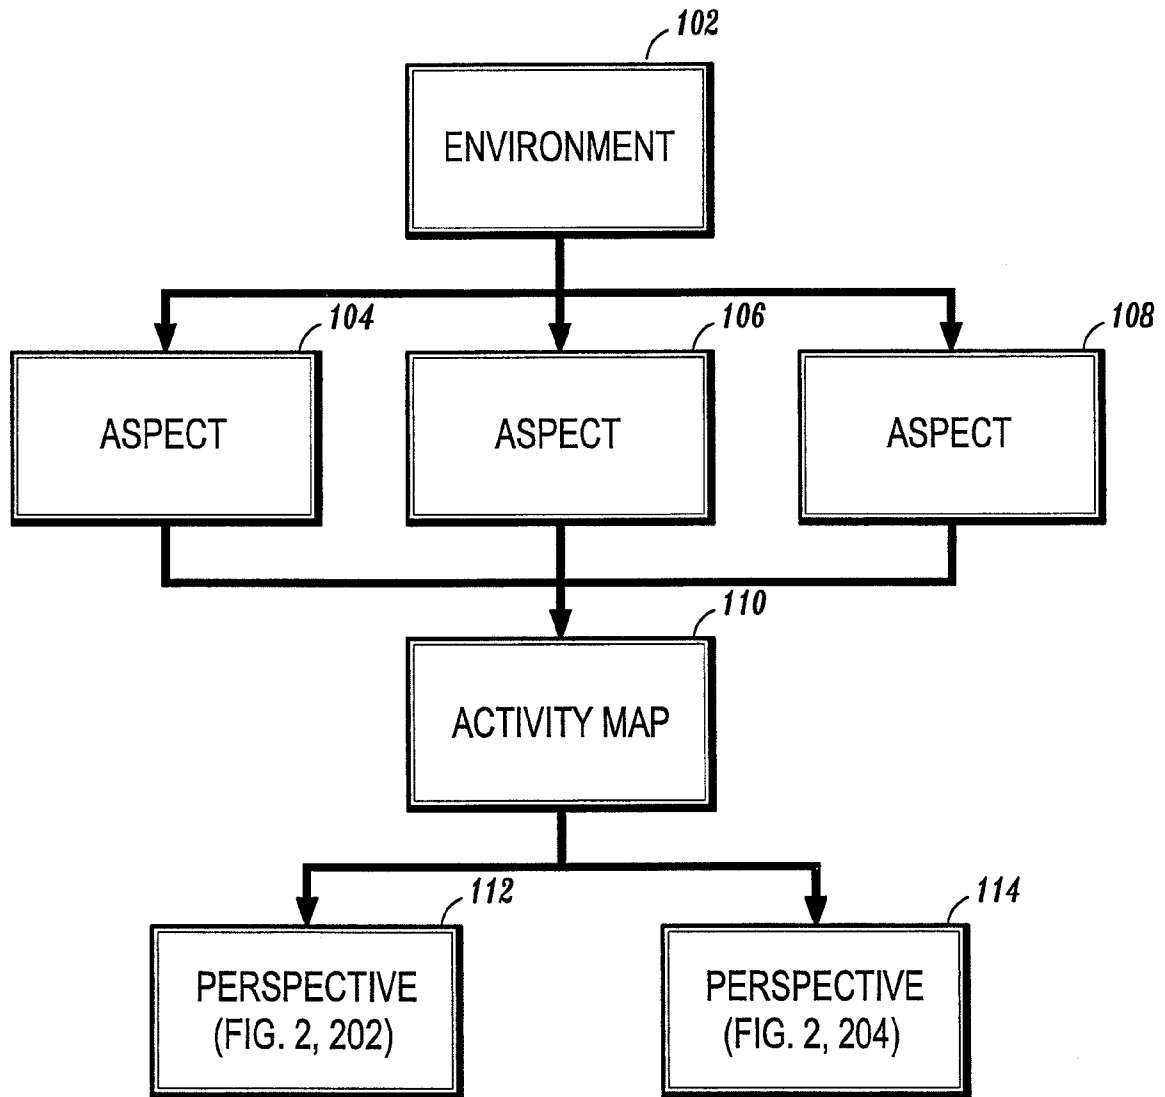 102
ENVIRONMENT
104
106
108
ASPECT
ASPECT
ASPECT
110
ACTIVITY MAP
112
114
PERSPECTIVE
(FIG. 2, 202)
PERSPECTIVE
(FIG. 2, 204)